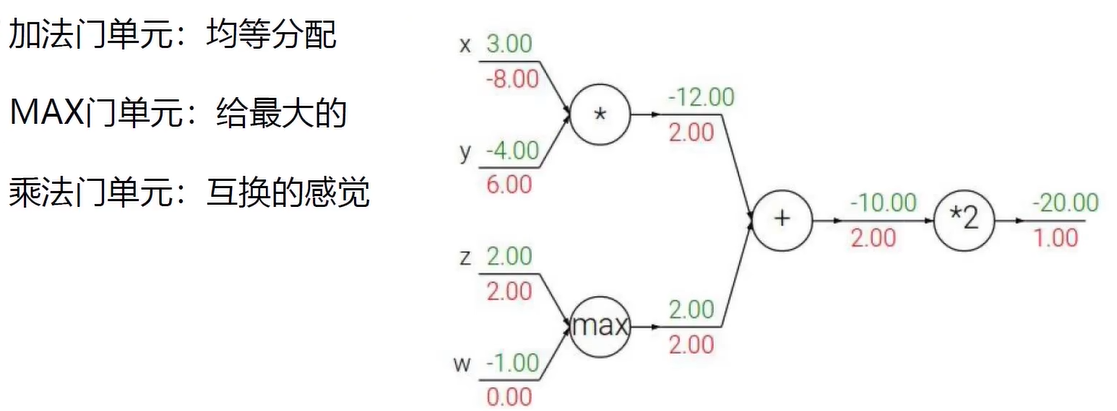 加法门单元：均等分配
MAX门单元：给最大的
乘法门单元：互换的感觉
x 3.00
-8.00
*
y -4.00
6.00
-12.00
2.00
+
-10.00
2.00
*2
-20.00
1.00
z 2.00
2.00
max
w -1.00
0.00
2.00
2.00